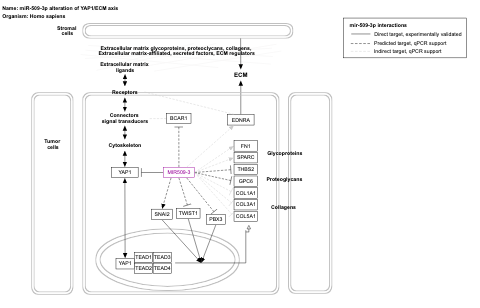 Name: miR-509-3p alteration of YAP1/ECM axis
Organism: Homo sapiens
mir-509-3p interactions
Direct target, experimentally validated
Predicted target, qPCR support
Indirect target, qPCR support
Stromal
cells
Extracellular matrix glycoproteins, proteoglycans, collagens,
Extracellular matrix-affiliated, secreted factors, ECM regulators
Extracellular matrix
ligands
ECM
Receptors
Connectors
signal transducers
BCAR1
EDNRA
Tumor
cells
Cytoskeleton
FN1
SPARC
THBS2
GPC6
COL1A1
COL3A1
COL5A1
Glycoproteins
Proteoglycans
Collagens
YAP1
MIR509-3
SNAI2
TWIST1
PBX3
YAP1
TEAD1
TEAD3
TEAD2
TEAD4